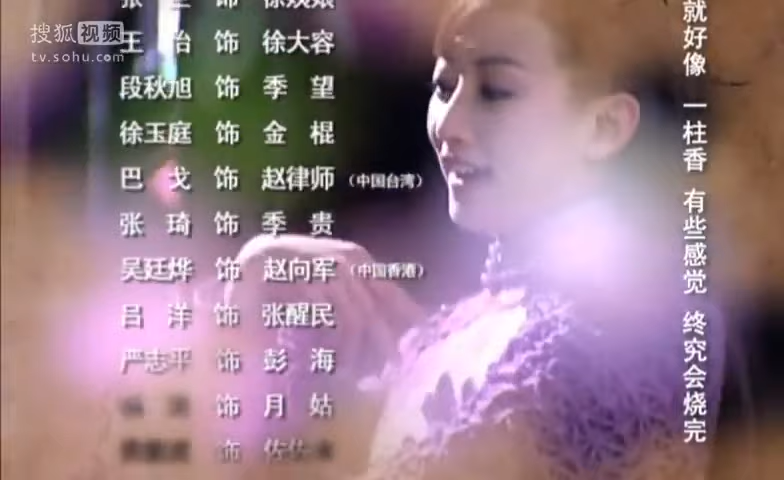 搜狐视频
tv.sohu.com
王 怡 饰 徐大容
段秋旭 饰 季 望
徐玉庭 饰 金 棍
巴 戈 饰 赵律师（中国台湾）
张 琦 饰 季 贵
吴廷烨 饰 赵向军（中国香港）
吕 洋 饰 张醒民
严志平 饰 彭 海
饰 月 姑
饰 佐佐
就好像 一柱香 有些感觉 终究会烧完